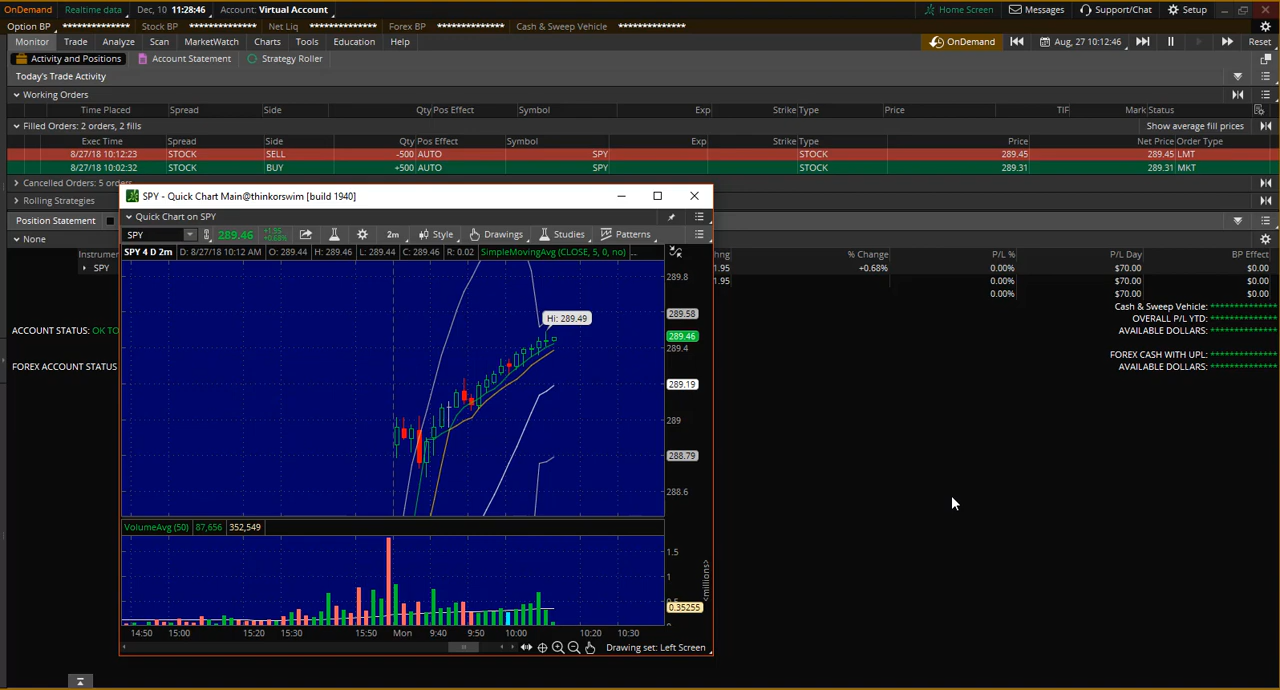 OnDemand Realtime data Dec, 10 11:28:46 Account: Virtual Account Home Screen Messages Support/Chat Setup
Option BP ************** Stock BP ************** Net Liq ************** Forex BP ************** Cash & Sweep Vehicle **************
Monitor Trade Analyze Scan MarketWatch Charts Tools Education Help OnDemand Aug, 27 10:12:46 Reset
Activity and Positions Account Statement Strategy Roller
Today's Trade Activity
Working Orders
Time Placed Spread Side Qty Pos Effect Symbol Exp Strike Type Price TIF Mark Status
Filled Orders: 2 orders, 2 fills Show average fill prices
Exec Time Spread Side Qty Pos Effect Symbol Exp Strike Type Price Net Price Order Type
8/27/18 10:12:23 STOCK SELL -500 AUTO SPY STOCK 289.45 289.45 LMT
8/27/18 10:02:32 STOCK BUY +500 AUTO SPY STOCK 289.31 289.31 MKT
Cancelled Orders: 5 orders
Rolling Strategies
SPY - Quick Chart Main@thinkorswim [build 1940]
Position Statement
Quick Chart on SPY
SPY 289.46 +1.95 +0.68% 2m Style Drawings Studies Patterns
None
SPY 4 D 2m D: 8/27/18 10:12 AM O: 289.44 H: 289.46 L: 289.44 C: 289.46 R: 0.02 SimpleMovingAvg (CLOSE, 5, 0, no) ...
Instrumen hng % Change P/L % P/L Day BP Effect
SPY 1.95 +0.68% 0.00% $70.00 $0.00
1.95 0.00% $70.00 $0.00
0.00% $70.00 $0.00
289.8
Cash & Sweep Vehicle: **************
289.58
Hi: 289.49
OVERALL P/L YTD: **************
ACCOUNT STATUS: OK TO
AVAILABLE DOLLARS: **************
289.46
289.4
FOREX CASH WITH UPL: **************
FOREX ACCOUNT STATUS
AVAILABLE DOLLARS: **************
289.19
289
288.79
288.6
VolumeAvg (50) 87,656 352,549
1.5
1
<millions>
0.35255
0
14:50 15:00 15:20 15:30 15:50 Mon 9:40 9:50 10:00 10:20 10:30
Drawing set: Left Screen